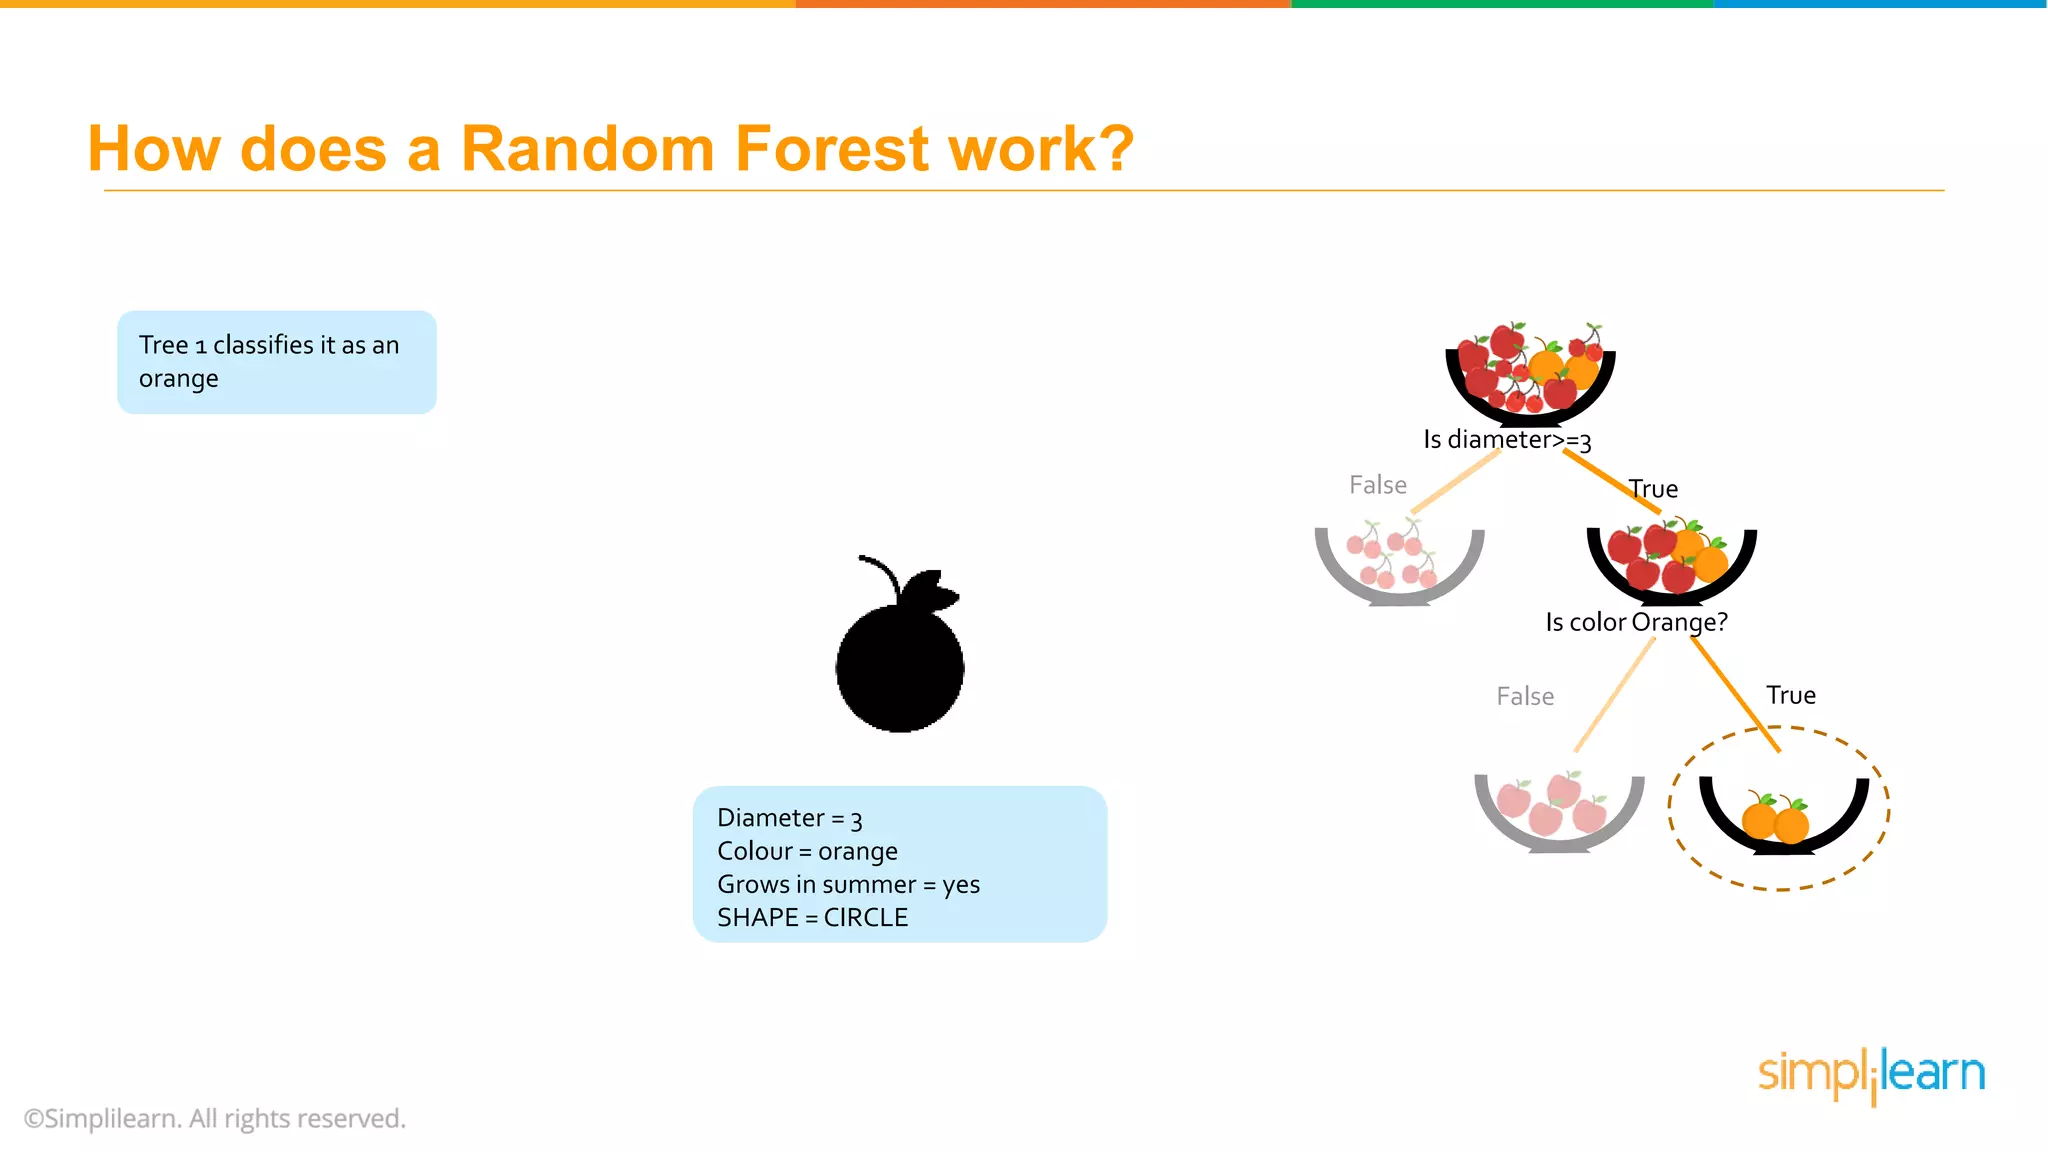 How does a Random Forest work?
Tree 1 classifies it as an
orange
Is diameter>=3
False
True
Is color Orange?
False
True
Diameter = 3
Colour = orange
Grows in summer = yes
SHAPE = CIRCLE
simplilearn
©Simplilearn. All rights reserved.